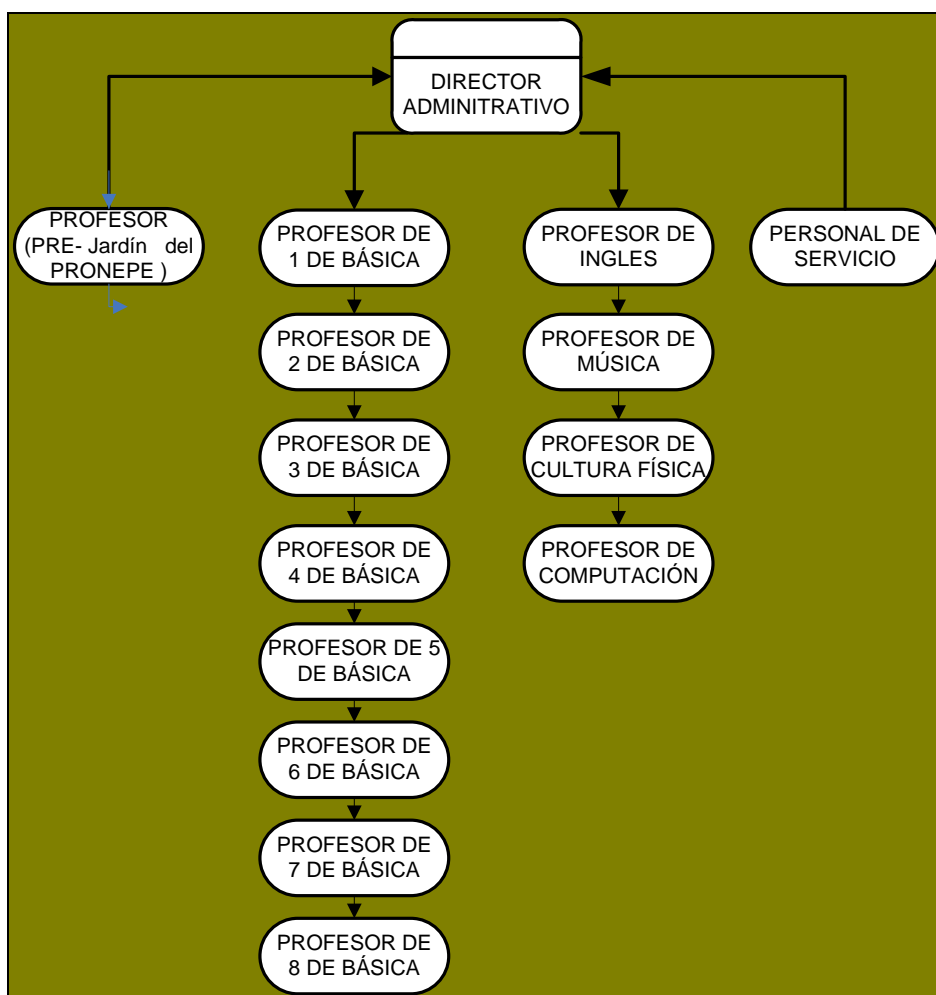 DIRECTOR
ADMINITRATIVO
PROFESOR
(PRE- Jardín del
PRONEPE )
PROFESOR DE
1 DE BÁSICA
PROFESOR DE
INGLES
PERSONAL DE
SERVICIO
PROFESOR DE
2 DE BÁSICA
PROFESOR DE
MÚSICA
PROFESOR DE
3 DE BÁSICA
PROFESOR DE
CULTURA FÍSICA
PROFESOR DE
4 DE BÁSICA
PROFESOR DE
COMPUTACIÓN
PROFESOR DE 5
DE BÁSICA
PROFESOR DE
6 DE BÁSICA
PROFESOR DE
7 DE BÁSICA
PROFESOR DE
8 DE BÁSICA